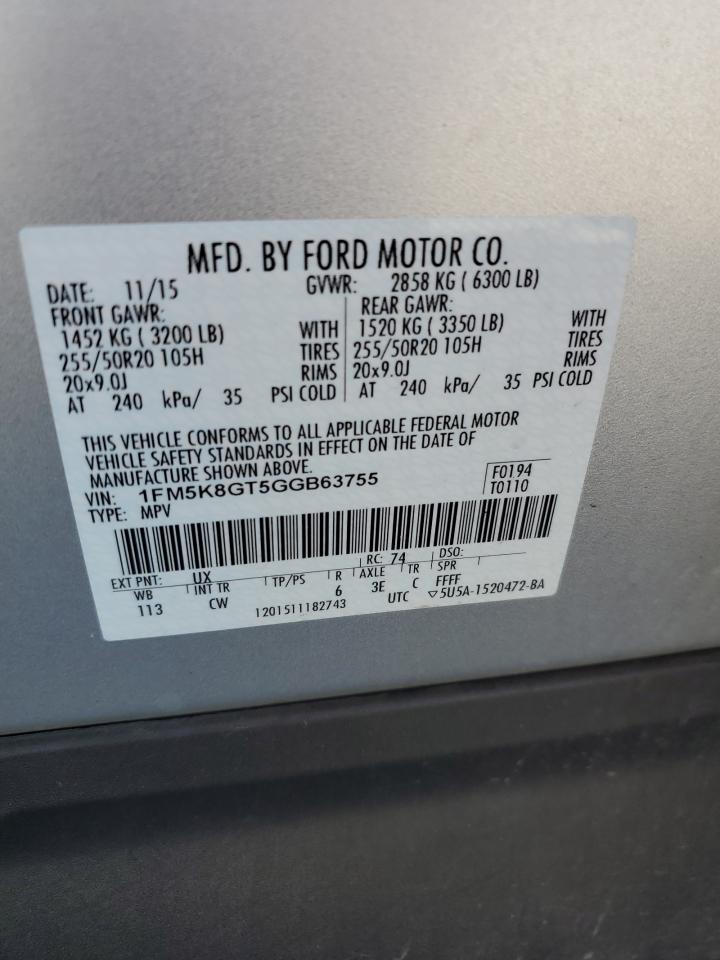 MFD. BY FORD MOTOR CO.
DATE: 11/15 GVWR: 2858 KG ( 6300 LB)
FRONT GAWR: REAR GAWR:
1452 KG ( 3200 LB) WITH 1520 KG ( 3350 LB) WITH
255/50R20 105H TIRES 255/50R20 105H TIRES
20x9.0J RIMS 20x9.0J RIMS
AT 240 kPa/ 35 PSI COLD AT 240 kPa/ 35 PSI COLD
THIS VEHICLE CONFORMS TO ALL APPLICABLE FEDERAL MOTOR
VEHICLE SAFETY STANDARDS IN EFFECT ON THE DATE OF
MANUFACTURE SHOWN ABOVE.
VIN: 1FM5K8GT5GGB63755 F0194
TYPE: MPV T0110
EXT PNT: UX RC: 74 DSO:
WB INT TR TP/PS R AXLE TR SPR
113 CW 6 3E C FFFF
1201511182743 UTC ▽5U5A-1520472-BA